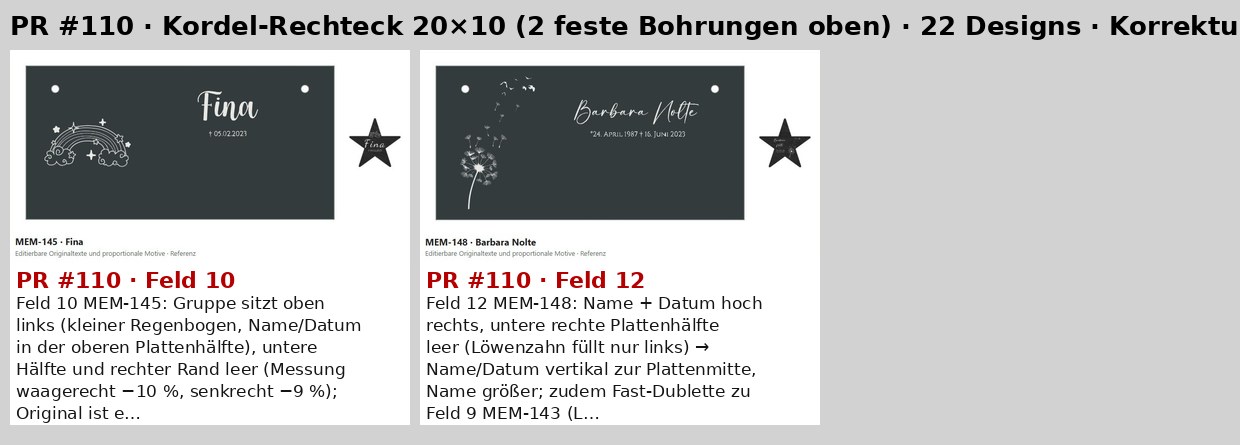 PR #110 · Kordel-Rechteck 20×10 (2 feste Bohrungen oben) · 22 Designs · Korrektu
Fina
† 05.02.2023
Fina
MEM-145 · Fina
Editierbare Originaltexte und proportionale Motive · Referenz
PR #110 · Feld 10
Feld 10 MEM-145: Gruppe sitzt oben
links (kleiner Regenbogen, Name/Datum
in der oberen Plattenhälfte), untere
Hälfte und rechter Rand leer (Messung
waagerecht −10 %, senkrecht −9 %);
Original ist e…
Barbara Nolte
*24. APRIL 1987 † 16. JUNI 2023
MEM-148 · Barbara Nolte
Editierbare Originaltexte und proportionale Motive · Referenz
PR #110 · Feld 12
Feld 12 MEM-148: Name + Datum hoch
rechts, untere rechte Plattenhälfte
leer (Löwenzahn füllt nur links) →
Name/Datum vertikal zur Plattenmitte,
Name größer; zudem Fast-Dublette zu
Feld 9 MEM-143 (L…